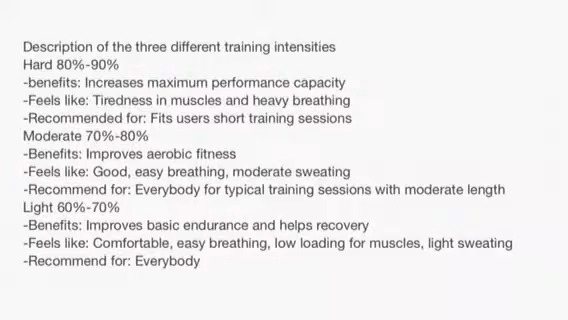 Description of the three different training intensities
Hard 80%-90%
-benefits: Increases maximum performance capacity
-Feels like: Tiredness in muscles and heavy breathing
-Recommended for: Fits users short training sessions
Moderate 70%-80%
-Benefits: Improves aerobic fitness
-Feels like: Good, easy breathing, moderate sweating
-Recommend for: Everybody for typical training sessions with moderate length
Light 60%-70%
-Benefits: Improves basic endurance and helps recovery
-Feels like: Comfortable, easy breathing, low loading for muscles, light sweating
-Recommend for: Everybody